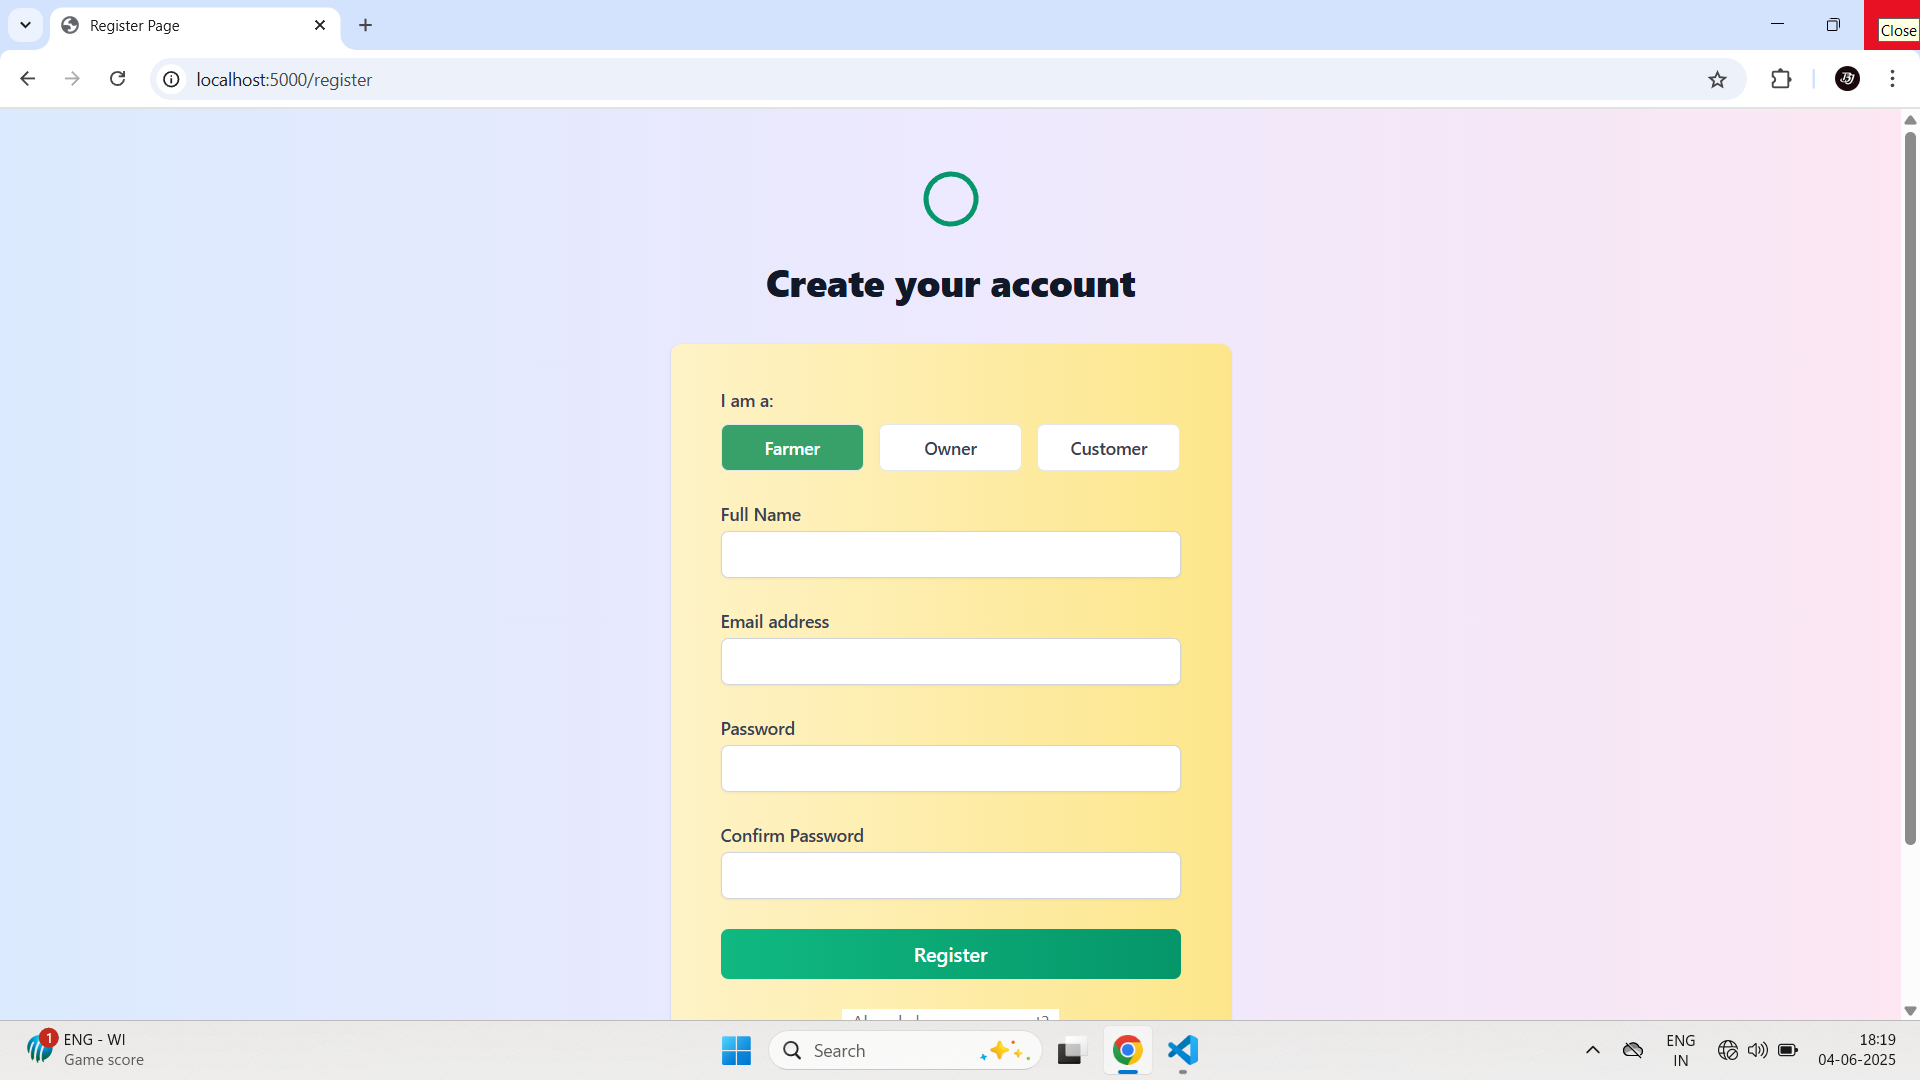 Register Page
Close
localhost:5000/register
Create your account
I am a:
Farmer
Owner
Customer
Full Name
Email address
Password
Confirm Password
Register
1
ENG - WI
Game score
Search
ENG
IN
18:19
04-06-2025